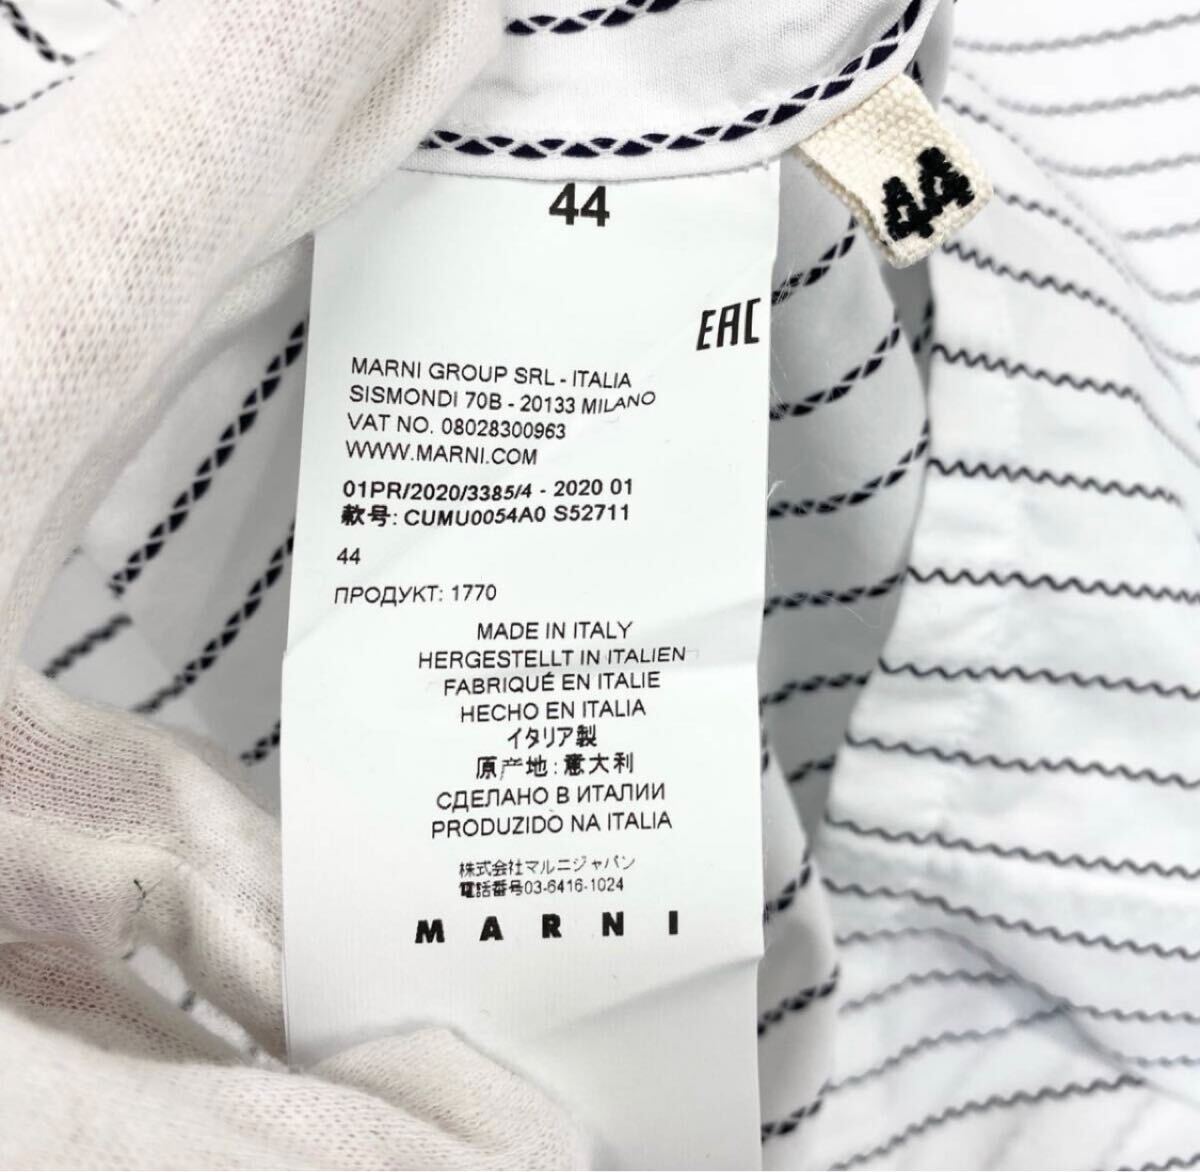 44
44
EAC
MARNI GROUP SRL - ITALIA
SISMONDI 70B - 20133 MILANO
VAT NO. 08028300963
WWW.MARNI.COM
01PR/2020/3385/4 - 2020 01
款号: CUMU0054A0 S52711
44
ПРОДУКТ: 1770
MADE IN ITALY
HERGESTELLT IN ITALIEN
FABRIQUÉ EN ITALIE
HECHO EN ITALIA
イタリア製
原产地:意大利
СДЕЛАНО В ИТАЛИИ
PRODUZIDO NA ITALIA
株式会社マルニジャパン
電話番号03-6416-1024
MARNI